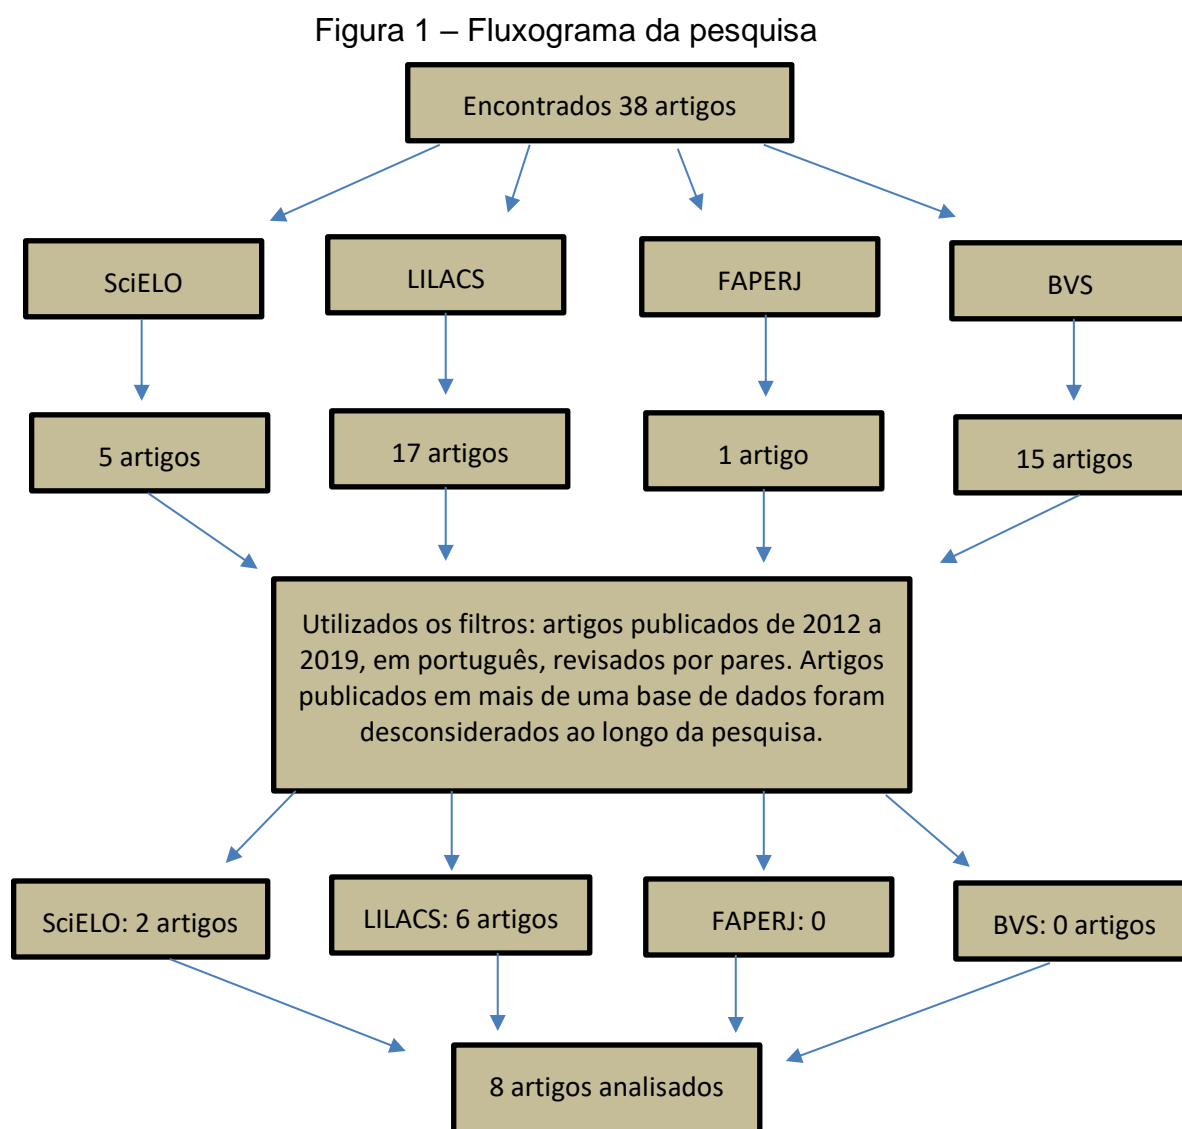 Figura 1 – Fluxograma da pesquisa
Encontrados 38 artigos
SciELO
LILACS
FAPERJ
BVS
5 artigos
17 artigos
1 artigo
15 artigos
Utilizados os filtros: artigos publicados de 2012 a
2019, em português, revisados por pares. Artigos
publicados em mais de uma base de dados foram
desconsiderados ao longo da pesquisa.
SciELO: 2 artigos
LILACS: 6 artigos
FAPERJ: 0
BVS: 0 artigos
8 artigos analisados